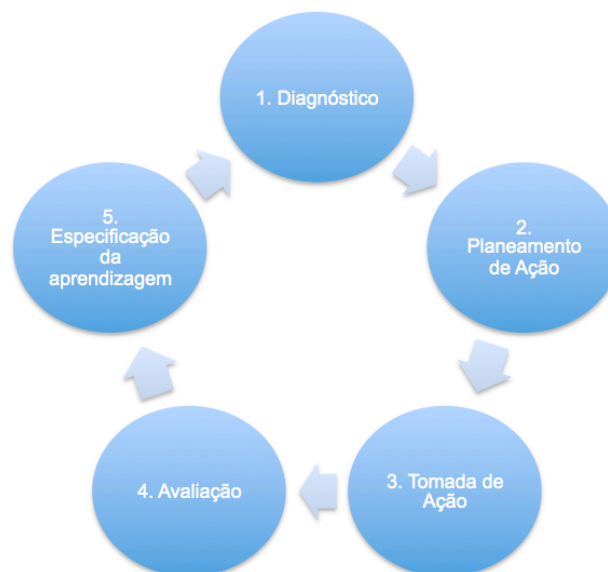 1. Diagnóstico
2.
Planeamento
de Ação
3. Tomada de
Ação
4. Avaliação
5.
Especificação
da
aprendizagem